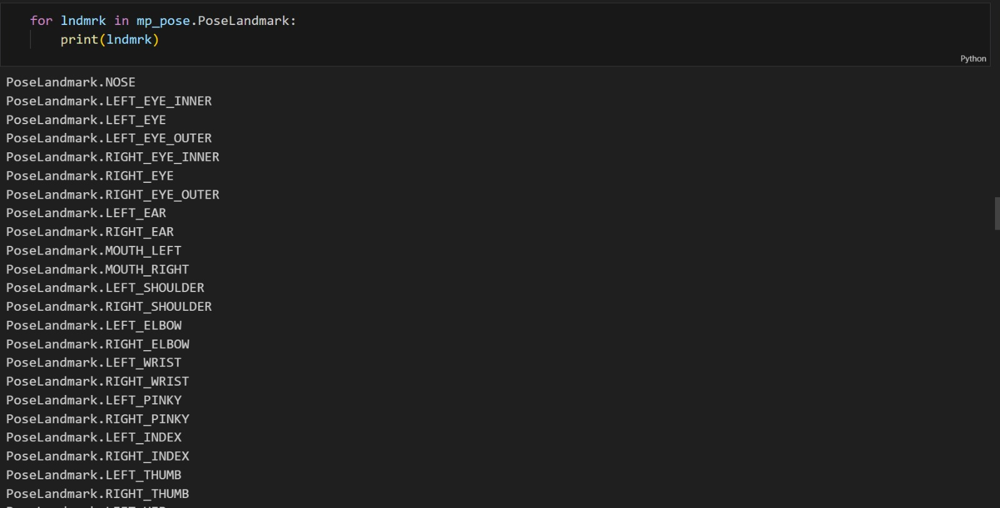 for lndmrk in mp_pose.PoseLandmark:
    print(lndmrk)
Python
PoseLandmark.NOSE
PoseLandmark.LEFT_EYE_INNER
PoseLandmark.LEFT_EYE
PoseLandmark.LEFT_EYE_OUTER
PoseLandmark.RIGHT_EYE_INNER
PoseLandmark.RIGHT_EYE
PoseLandmark.RIGHT_EYE_OUTER
PoseLandmark.LEFT_EAR
PoseLandmark.RIGHT_EAR
PoseLandmark.MOUTH_LEFT
PoseLandmark.MOUTH_RIGHT
PoseLandmark.LEFT_SHOULDER
PoseLandmark.RIGHT_SHOULDER
PoseLandmark.LEFT_ELBOW
PoseLandmark.RIGHT_ELBOW
PoseLandmark.LEFT_WRIST
PoseLandmark.RIGHT_WRIST
PoseLandmark.LEFT_PINKY
PoseLandmark.RIGHT_PINKY
PoseLandmark.LEFT_INDEX
PoseLandmark.RIGHT_INDEX
PoseLandmark.LEFT_THUMB
PoseLandmark.RIGHT_THUMB